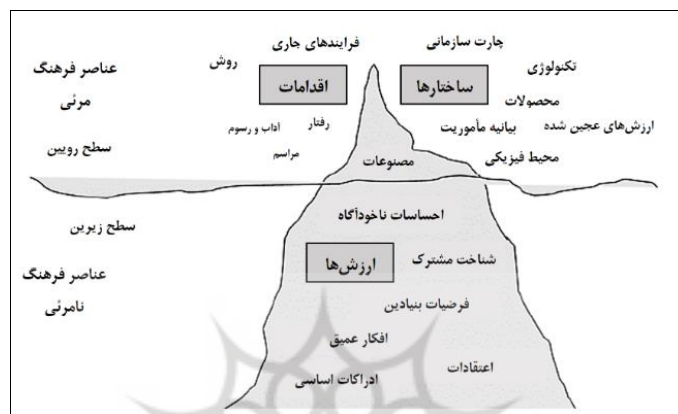 چارت سازمانی
فرایندهای جاری
عناصر فرهنگ
مرئی
روش
تکنولوژی
ساختارها
اقدامات
محصولات
ارزش‌های عجین شده
بیانیه مأموریت
رفتار
اداب و رسوم
سطح رویین
مراسم
محیط فیزیکی
مصنوعات
احساسات ناخودآگاه
سطح زیرین
ارزش‌ها
شناخت مشترک
عناصر فرهنگ
نامرئی
فرضیات بنیادین
افکار عمیق
اعتقادات
ادراکات اساسی